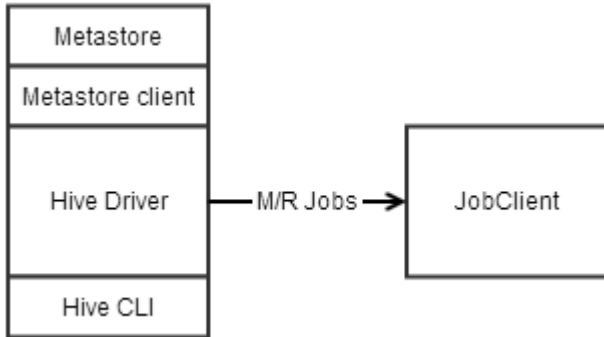 Metastore
Metastore client
Hive Driver
M/R Jobs
JobClient
Hive CLI